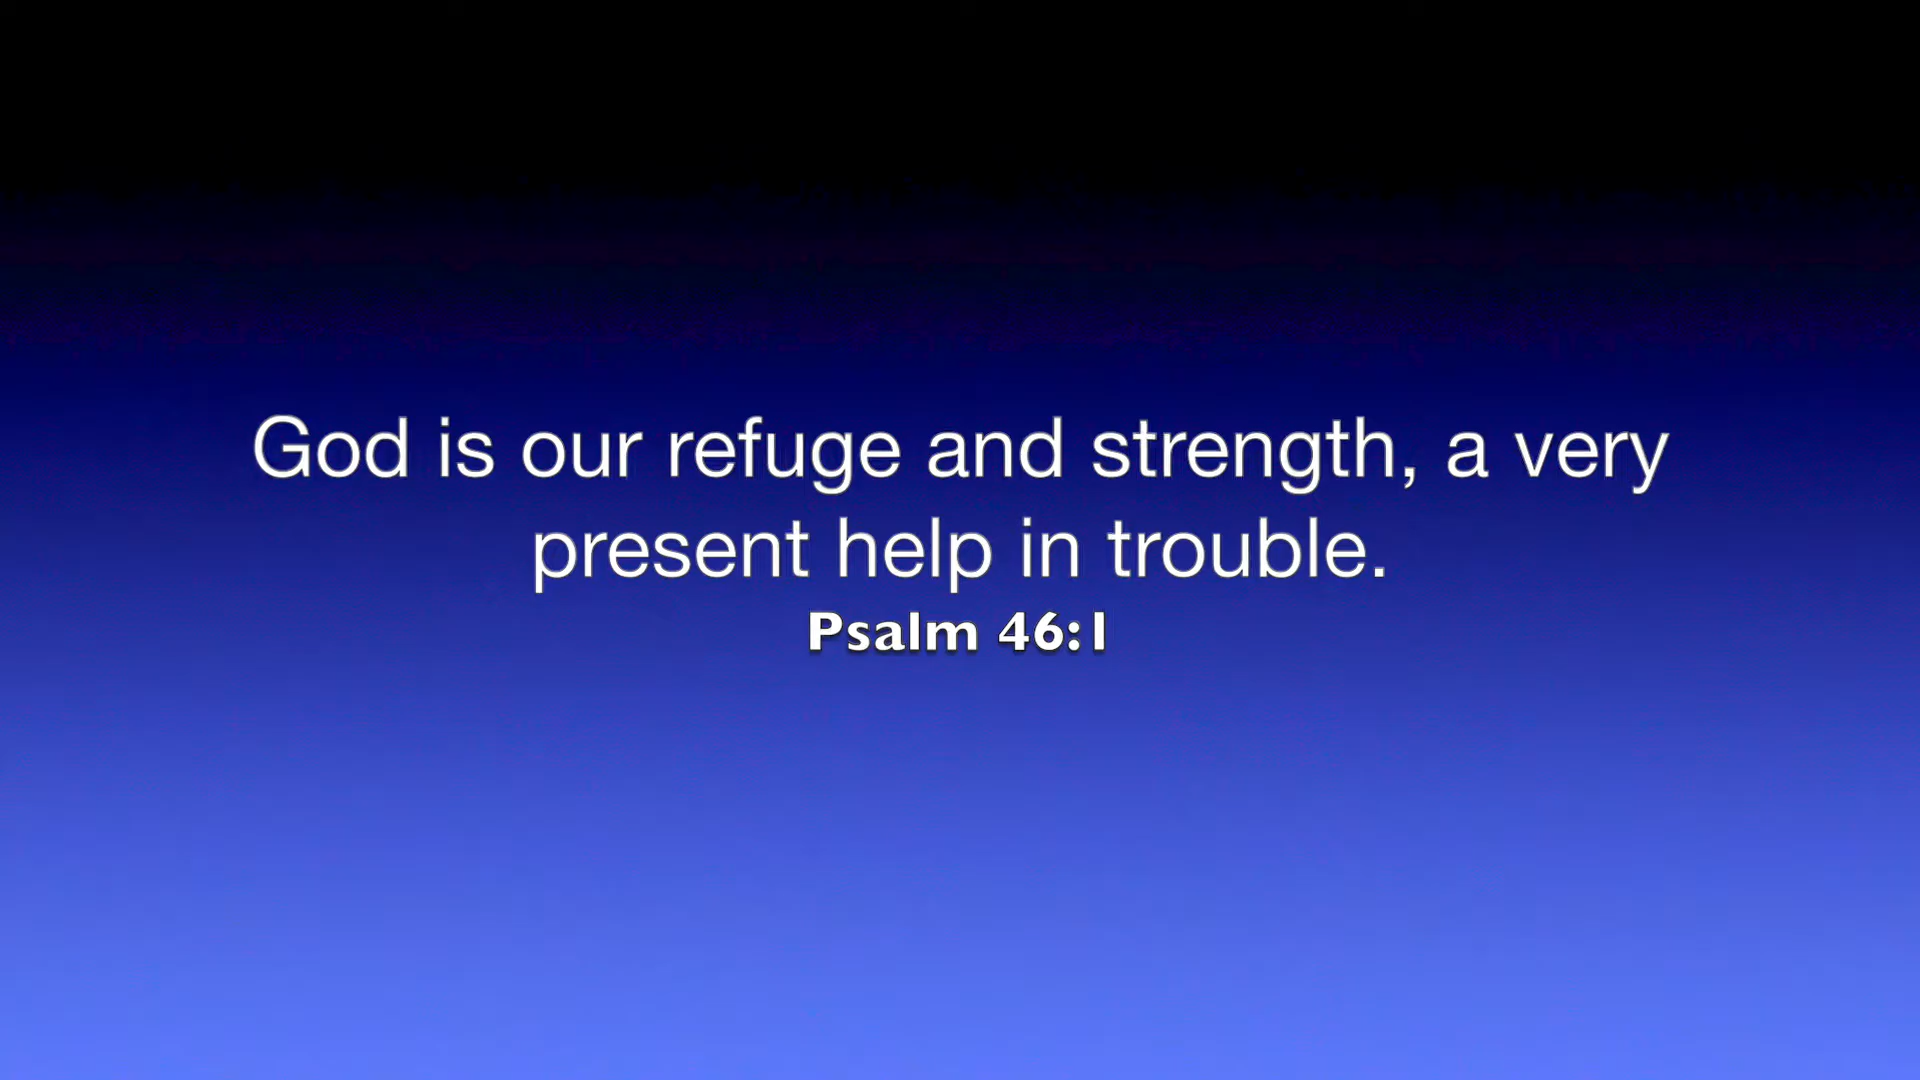 God is our refuge and strength, a very
present help in trouble.
Psalm 46:1